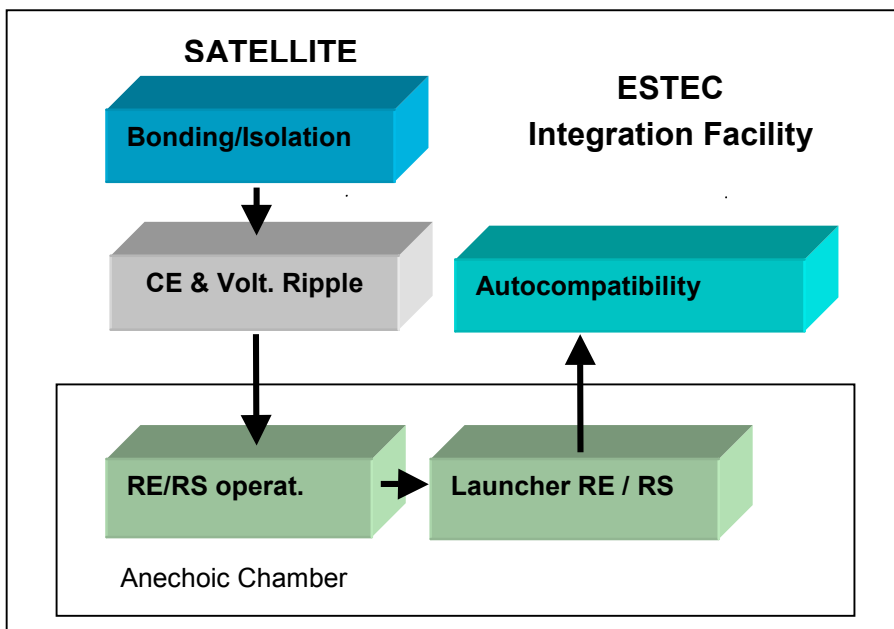 SATELLITE
ESTEC
Integration Facility
Bonding/Isolation
CE & Volt. Ripple
Autocompatibility
RE/RS operat.
Launcher RE / RS
Anechoic Chamber